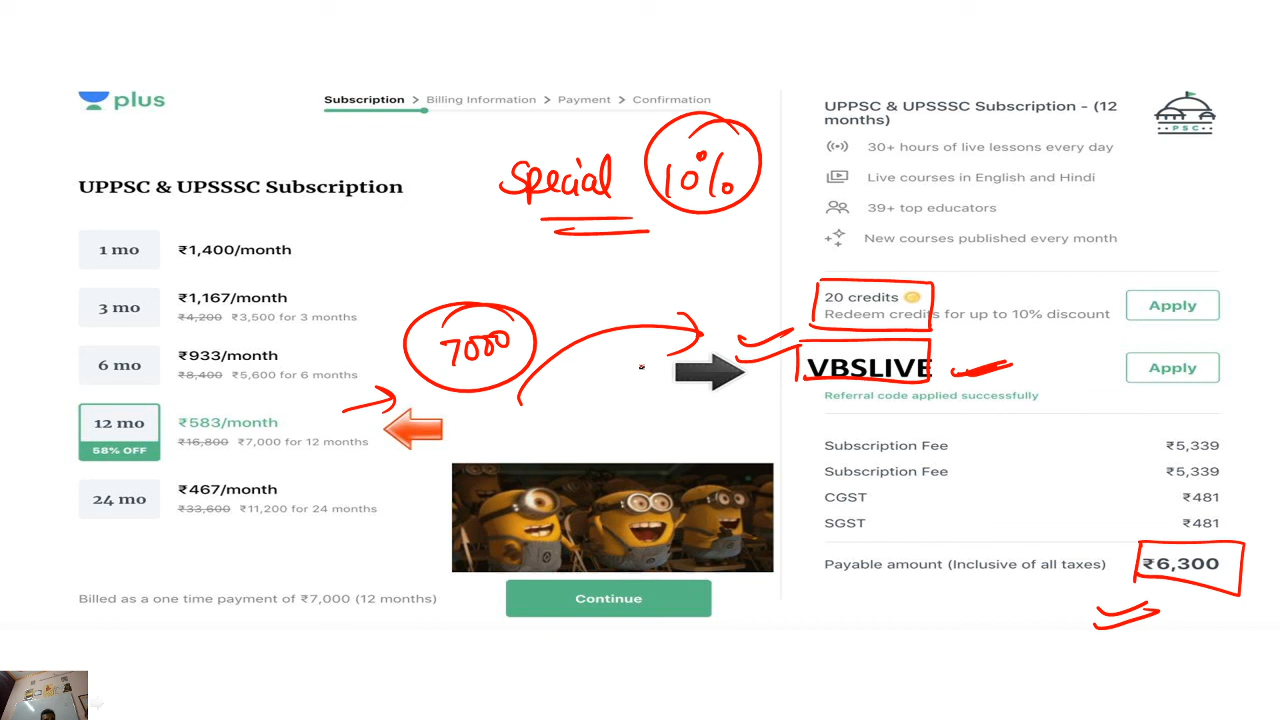 plus
Subscription > Billing Information > Payment > Confirmation
UPPSC & UPSSSC Subscription
special 10%
1 mo ₹1,400/month
3 mo ₹1,167/month
₹4,200 ₹3,500 for 3 months
6 mo ₹933/month
₹8,400 ₹5,600 for 6 months
7000
12 mo ₹583/month
58% OFF ₹16,800 ₹7,000 for 12 months
24 mo ₹467/month
₹33,600 ₹11,200 for 24 months
Billed as a one time payment of ₹7,000 (12 months)
Continue
UPPSC & UPSSSC Subscription - (12
months)
PSC
30+ hours of live lessons every day
Live courses in English and Hindi
39+ top educators
New courses published every month
20 credits
Redeem credits for up to 10% discount
Apply
VBSLIVE
Apply
Referral code applied successfully
Subscription Fee ₹5,339
Subscription Fee ₹5,339
CGST ₹481
SGST ₹481
Payable amount (Inclusive of all taxes) ₹6,300